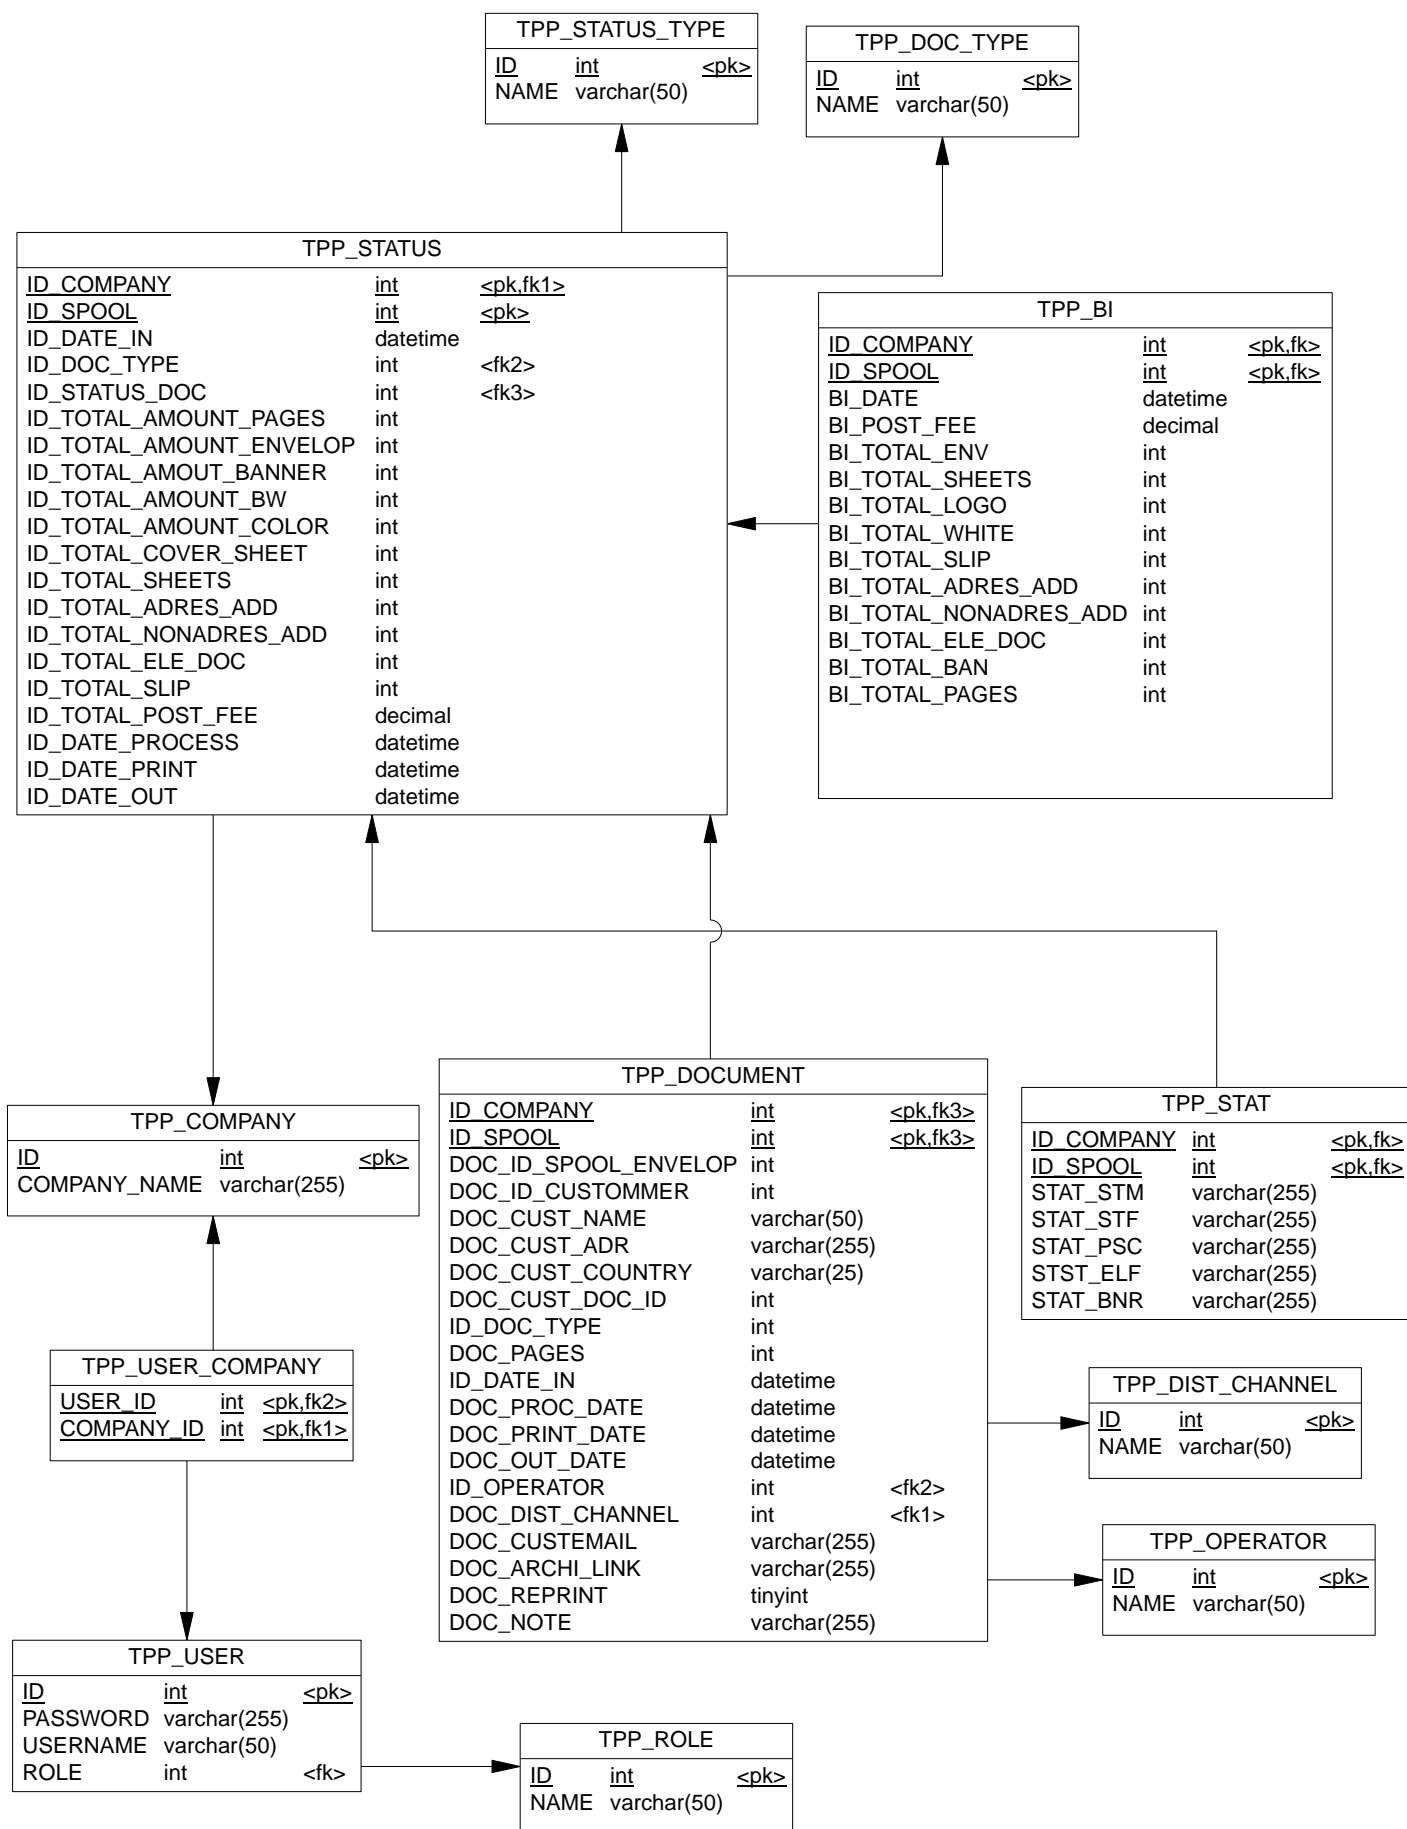 TPP_STATUS_TYPE
ID int <pk>
NAME varchar(50)
TPP_DOC_TYPE
ID int <pk>
NAME varchar(50)
TPP_STATUS
ID_COMPANY int <pk,fk1>
ID_SPOOL int <pk>
ID_DATE_IN datetime
ID_DOC_TYPE int <fk2>
ID_STATUS_DOC int <fk3>
ID_TOTAL_AMOUNT_PAGES int
ID_TOTAL_AMOUNT_ENVELOP int
ID_TOTAL_AMOUT_BANNER int
ID_TOTAL_AMOUNT_BW int
ID_TOTAL_AMOUNT_COLOR int
ID_TOTAL_COVER_SHEET int
ID_TOTAL_SHEETS int
ID_TOTAL_ADRES_ADD int
ID_TOTAL_NONADRES_ADD int
ID_TOTAL_ELE_DOC int
ID_TOTAL_SLIP int
ID_TOTAL_POST_FEE decimal
ID_DATE_PROCESS datetime
ID_DATE_PRINT datetime
ID_DATE_OUT datetime
TPP_BI
ID_COMPANY int <pk,fk>
ID_SPOOL int <pk,fk>
BI_DATE datetime
BI_POST_FEE decimal
BI_TOTAL_ENV int
BI_TOTAL_SHEETS int
BI_TOTAL_LOGO int
BI_TOTAL_WHITE int
BI_TOTAL_SLIP int
BI_TOTAL_ADRES_ADD int
BI_TOTAL_NONADRES_ADD int
BI_TOTAL_ELE_DOC int
BI_TOTAL_BAN int
BI_TOTAL_PAGES int
TPP_COMPANY
ID int <pk>
COMPANY_NAME varchar(255)
TPP_DOCUMENT
ID_COMPANY int <pk,fk3>
ID_SPOOL int <pk,fk3>
DOC_ID_SPOOL_ENVELOP int
DOC_ID_CUSTOMMER int
DOC_CUST_NAME varchar(50)
DOC_CUST_ADR varchar(255)
DOC_CUST_COUNTRY varchar(25)
DOC_CUST_DOC_ID int
ID_DOC_TYPE int
DOC_PAGES int
ID_DATE_IN datetime
DOC_PROC_DATE datetime
DOC_PRINT_DATE datetime
DOC_OUT_DATE datetime
ID_OPERATOR int <fk2>
DOC_DIST_CHANNEL int <fk1>
DOC_CUSTEMAIL varchar(255)
DOC_ARCHI_LINK varchar(255)
DOC_REPRINT tinyint
DOC_NOTE varchar(255)
TPP_STAT
ID_COMPANY int <pk,fk>
ID_SPOOL int <pk,fk>
STAT_STM varchar(255)
STAT_STF varchar(255)
STAT_PSC varchar(255)
STST_ELF varchar(255)
STAT_BNR varchar(255)
TPP_USER_COMPANY
USER_ID int <pk,fk2>
COMPANY_ID int <pk,fk1>
TPP_DIST_CHANNEL
ID int <pk>
NAME varchar(50)
TPP_OPERATOR
ID int <pk>
NAME varchar(50)
TPP_USER
ID int <pk>
PASSWORD varchar(255)
USERNAME varchar(50)
ROLE int <fk>
TPP_ROLE
ID int <pk>
NAME varchar(50)